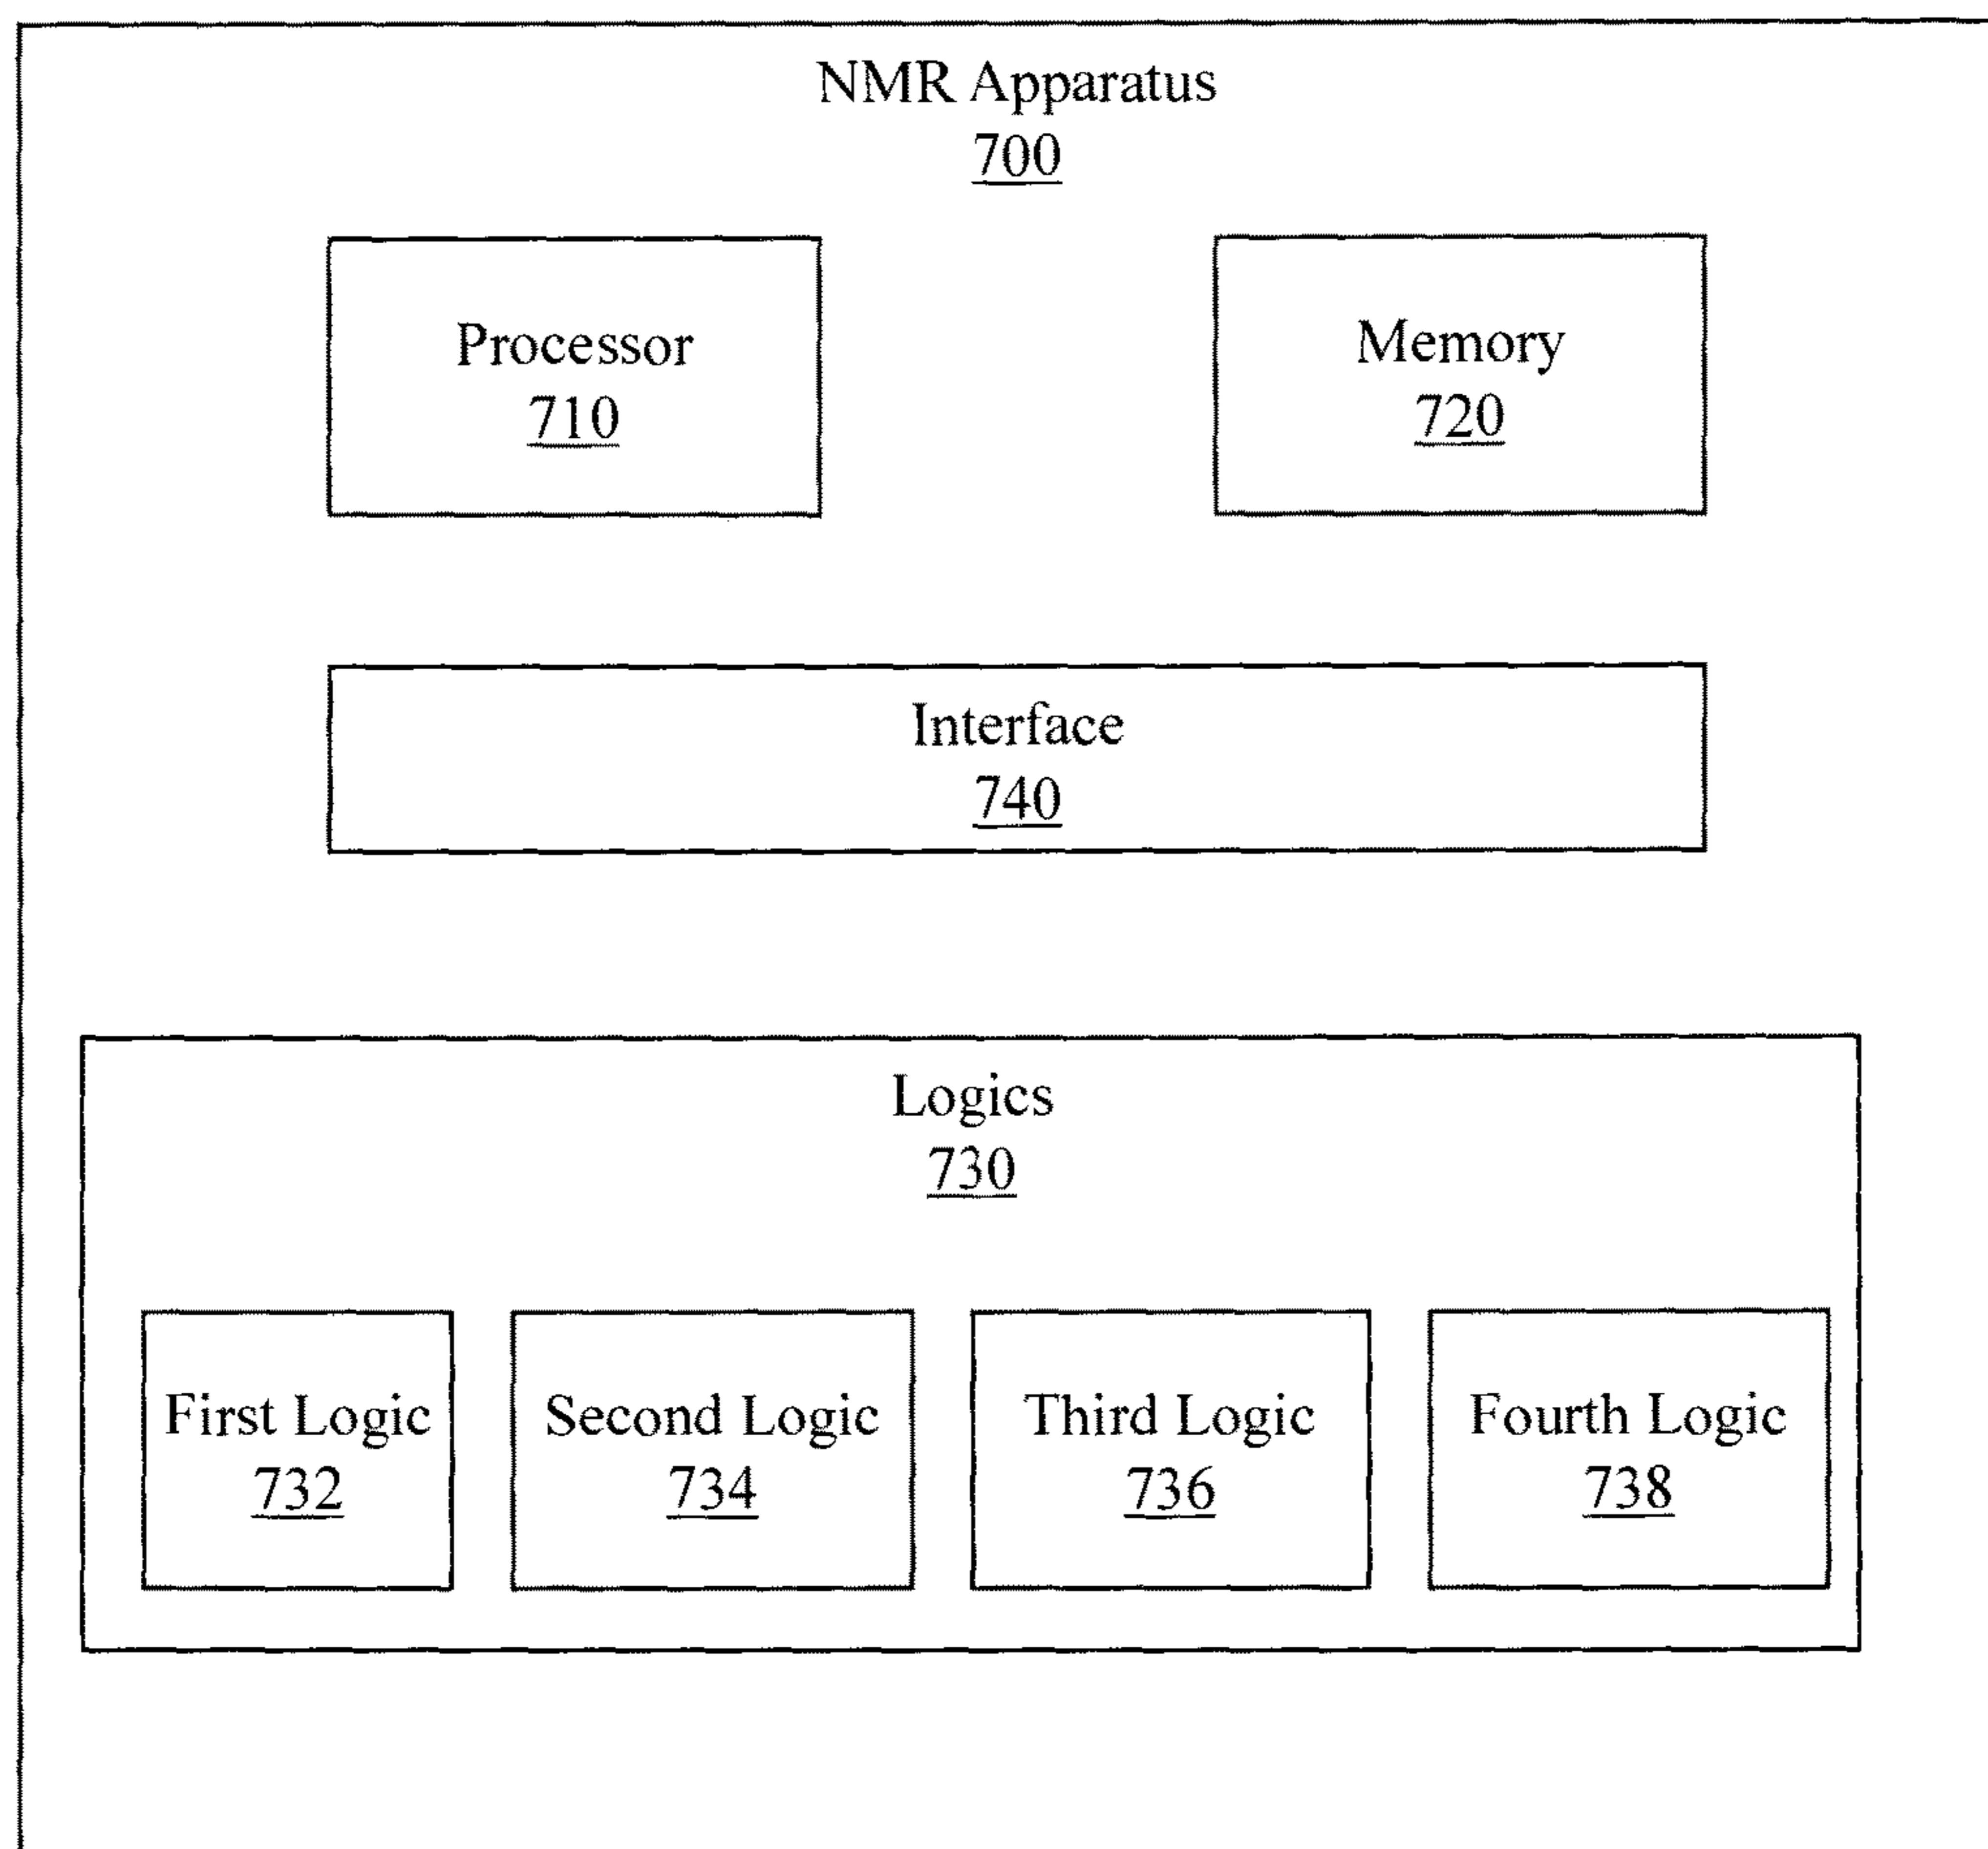 NMR Apparatus
700
Processor
710
Memory
720
Interface
740
Logics
730
First Logic
732
Second Logic
734
Third Logic
736
Fourth Logic
738